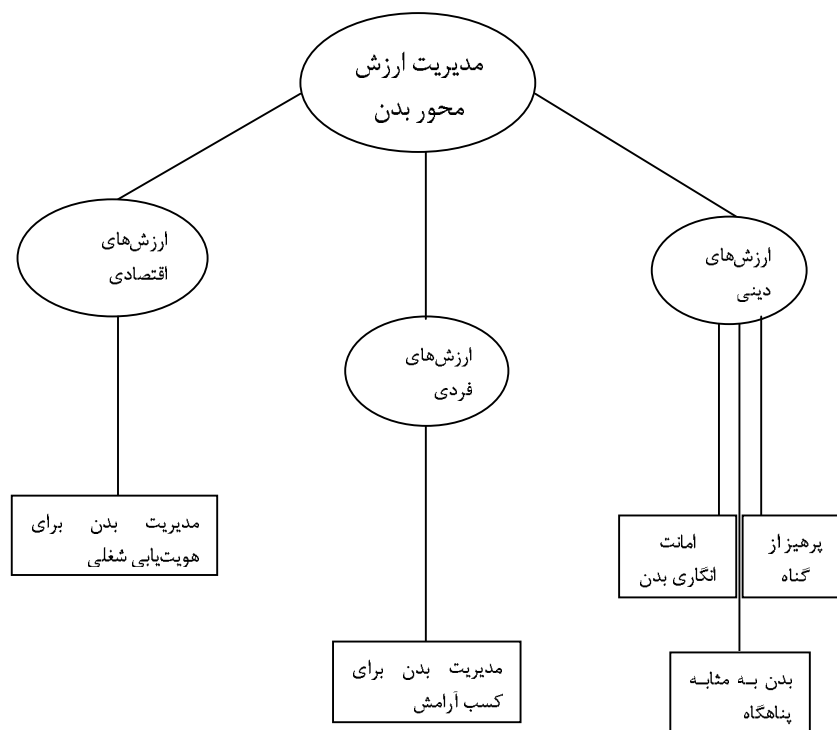 مدیریت ارزش
محور بدن
ارزش‌های
دینی
ارزش‌های
فردی
ارزش‌های
اقتصادی
پرهیز از
گناه
امانت
انگاری بدن
بدن به مثابه
پناهگاه
مدیریت بدن برای
کسب آرامش
مدیریت بدن برای
هویت‌یابی شغلی